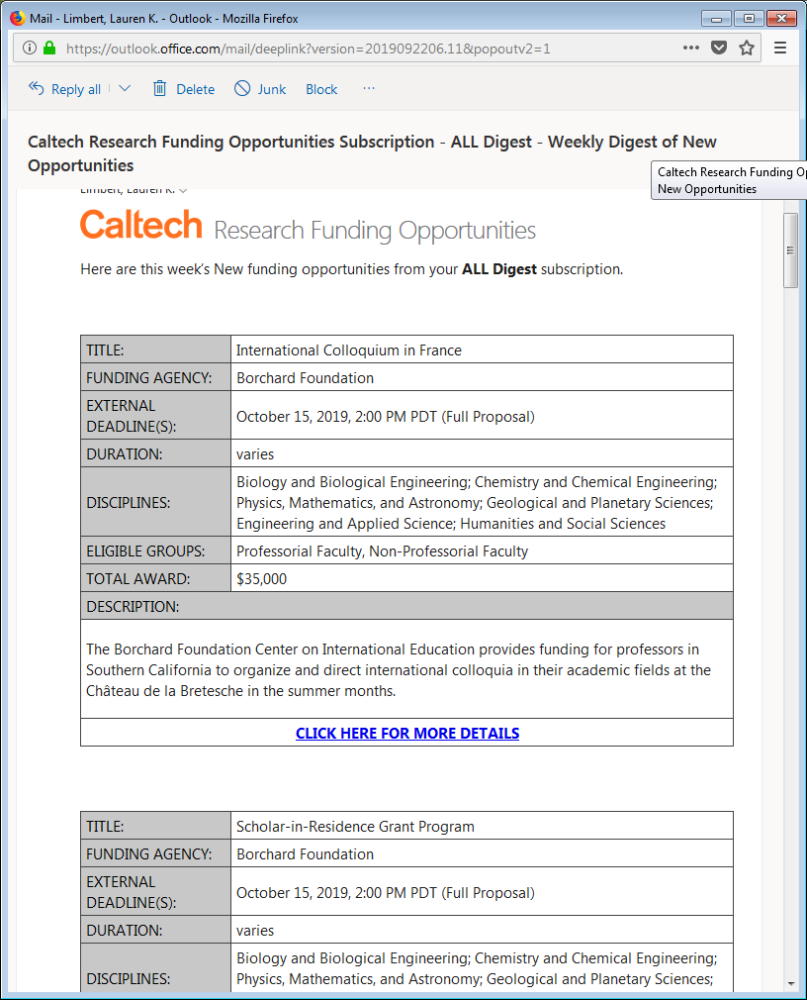 Mail - Limbert, Lauren K. - Outlook - Mozilla Firefox
https://outlook.office.com/mail/deeplink?version=2019092206.11&popoutv2=1
Reply all
Delete
Junk
Block
Caltech Research Funding Opportunities Subscription - ALL Digest - Weekly Digest of New
Opportunities
Caltech Research Funding Op
New Opportunities
Limbert, Lauren K.
Caltech Research Funding Opportunities
Here are this week's New funding opportunities from your ALL Digest subscription.
TITLE: International Colloquium in France
FUNDING AGENCY: Borchard Foundation
EXTERNAL
DEADLINE(S): October 15, 2019, 2:00 PM PDT (Full Proposal)
DURATION: varies
DISCIPLINES: Biology and Biological Engineering; Chemistry and Chemical Engineering;
Physics, Mathematics, and Astronomy; Geological and Planetary Sciences;
Engineering and Applied Science; Humanities and Social Sciences
ELIGIBLE GROUPS: Professorial Faculty, Non-Professorial Faculty
TOTAL AWARD: $35,000
DESCRIPTION:
The Borchard Foundation Center on International Education provides funding for professors in
Southern California to organize and direct international colloquia in their academic fields at the
Château de la Bretesche in the summer months.
CLICK HERE FOR MORE DETAILS
TITLE: Scholar-in-Residence Grant Program
FUNDING AGENCY: Borchard Foundation
EXTERNAL
DEADLINE(S): October 15, 2019, 2:00 PM PDT (Full Proposal)
DURATION: varies
DISCIPLINES: Biology and Biological Engineering; Chemistry and Chemical Engineering;
Physics, Mathematics, and Astronomy; Geological and Planetary Sciences;